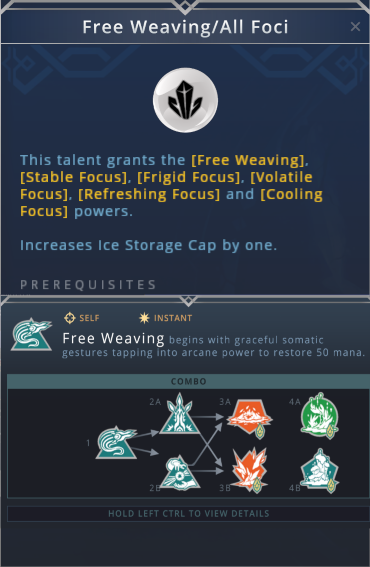 Free Weaving/All Foci
This talent grants the [Free Weaving],
[Stable Focus], [Frigid Focus], [Volatile
Focus], [Refreshing Focus] and [Cooling
Focus] powers.
Increases Ice Storage Cap by one.
PREREQUISITES
SELF INSTANT
Free Weaving begins with graceful somatic
gestures tapping into arcane power to restore 50 mana.
COMBO
2A 3A 4A
1
2B 3B 4B
HOLD LEFT CTRL TO VIEW DETAILS